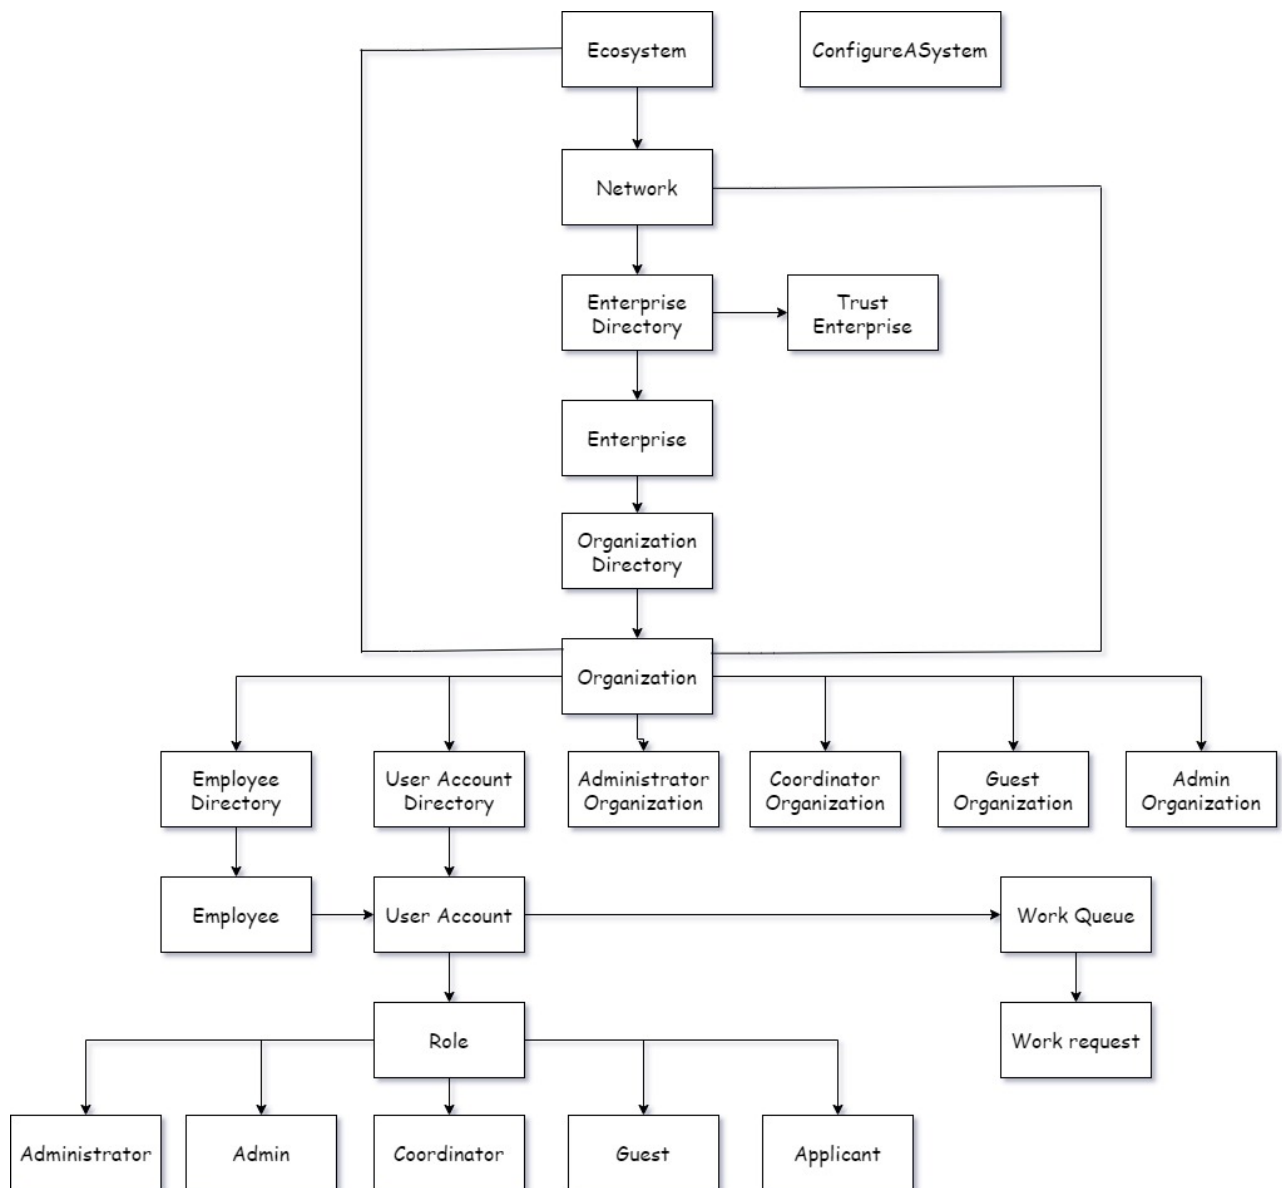 Ecosystem
ConfigureASystem
Network
Enterprise
Directory
Trust
Enterprise
Enterprise
Organization
Directory
Organization
Employee
Directory
User Account
Directory
Administrator
Organization
Coordinator
Organization
Guest
Organization
Admin
Organization
Employee
User Account
Work Queue
Role
Work request
Administrator
Admin
Coordinator
Guest
Applicant